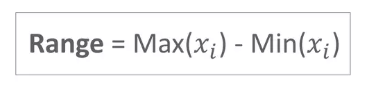 Range = Max(xᵢ) - Min(xᵢ)